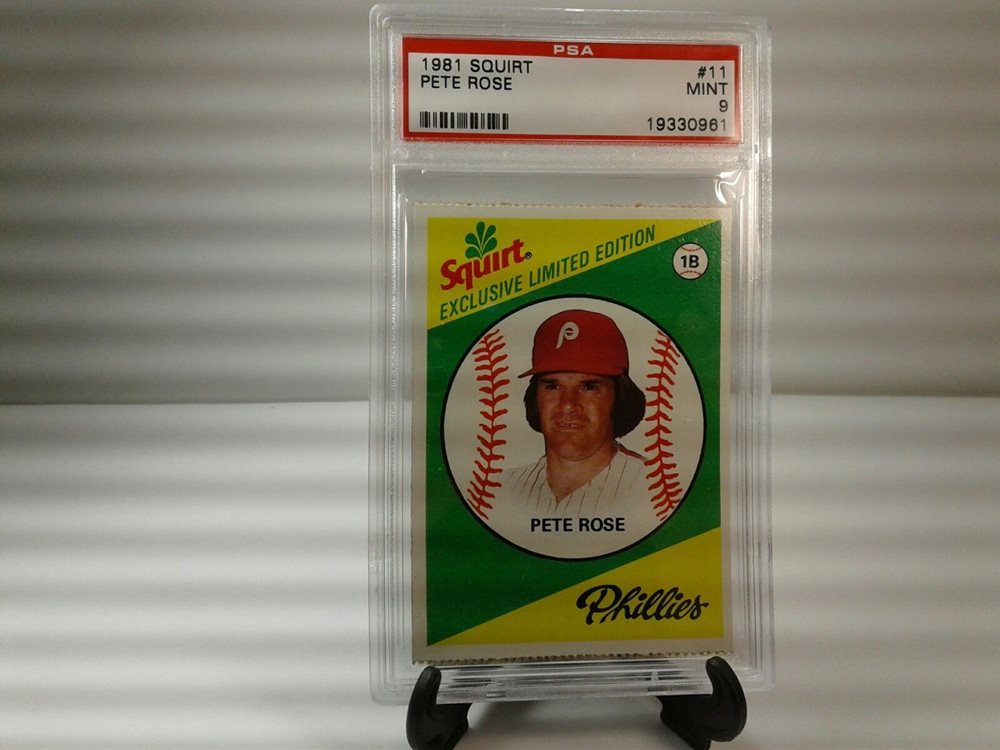 PSA
1981 SQUIRT #11
PETE ROSE MINT
9
19330961
Squirt®
EXCLUSIVE LIMITED EDITION
1B
P
PETE ROSE
Phillies